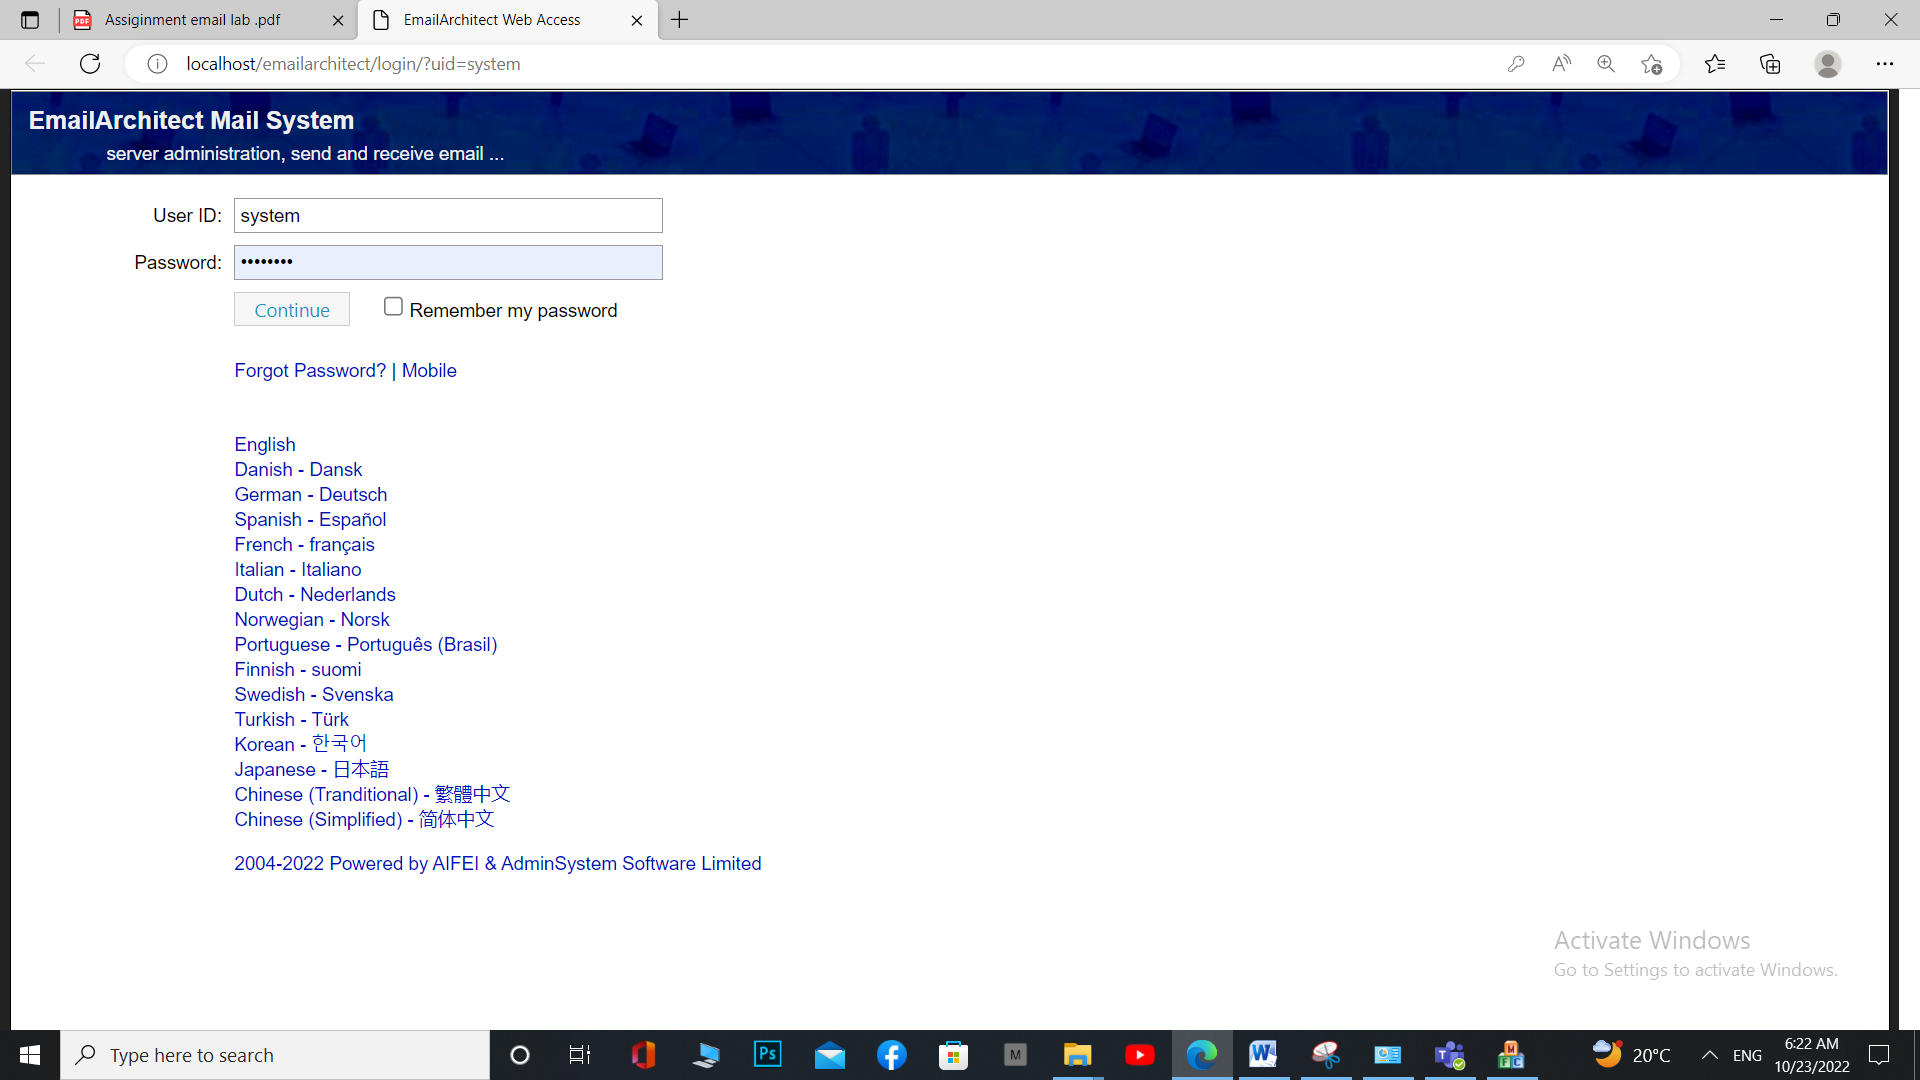 Assiginment email lab .pdf
EmailArchitect Web Access
localhost/emailarchitect/login/?uid=system
EmailArchitect Mail System
server administration, send and receive email ...
User ID: system
Password: ••••••••
Continue Remember my password
Forgot Password? | Mobile
English
Danish - Dansk
German - Deutsch
Spanish - Español
French - français
Italian - Italiano
Dutch - Nederlands
Norwegian - Norsk
Portuguese - Português (Brasil)
Finnish - suomi
Swedish - Svenska
Turkish - Türk
Korean - 한국어
Japanese - 日本語
Chinese (Tranditional) - 繁體中文
Chinese (Simplified) - 简体中文
2004-2022 Powered by AIFEI & AdminSystem Software Limited
Activate Windows
Go to Settings to activate Windows.
Type here to search
20°C
ENG
6:22 AM
10/23/2022